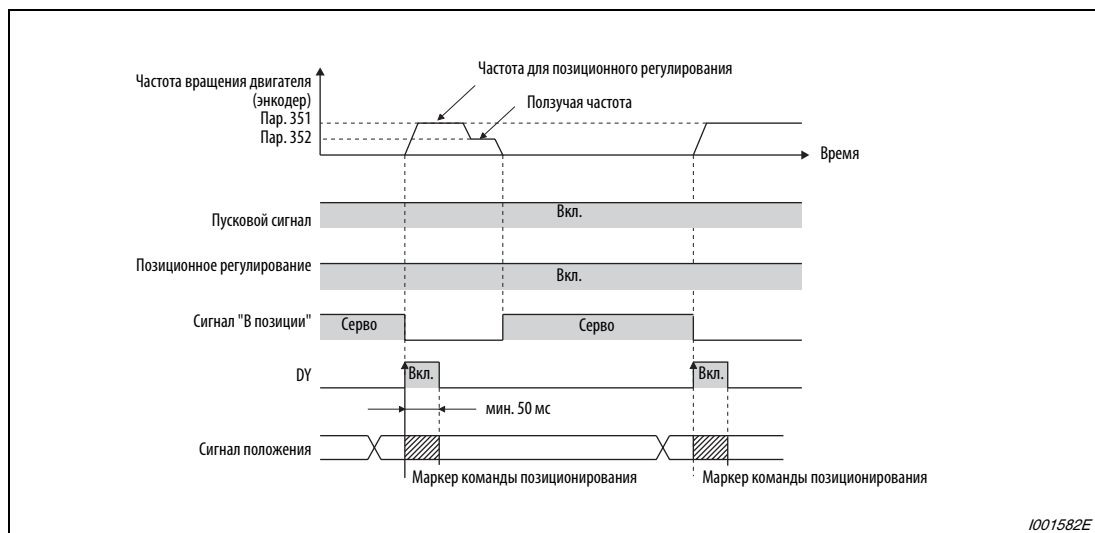 Частота для позиционного регулирования
Частота вращения двигателя
(энкодер)
Ползучая частота
Пар. 351
Пар. 352
Время
Пусковой сигнал
Вкл.
Позиционное регулирование
Вкл.
Сигнал "В позиции"
Серво
Серво
DY
Вкл.
Вкл.
мин. 50 мс
Сигнал положения
Маркер команды позиционирования
Маркер команды позиционирования
I001582E